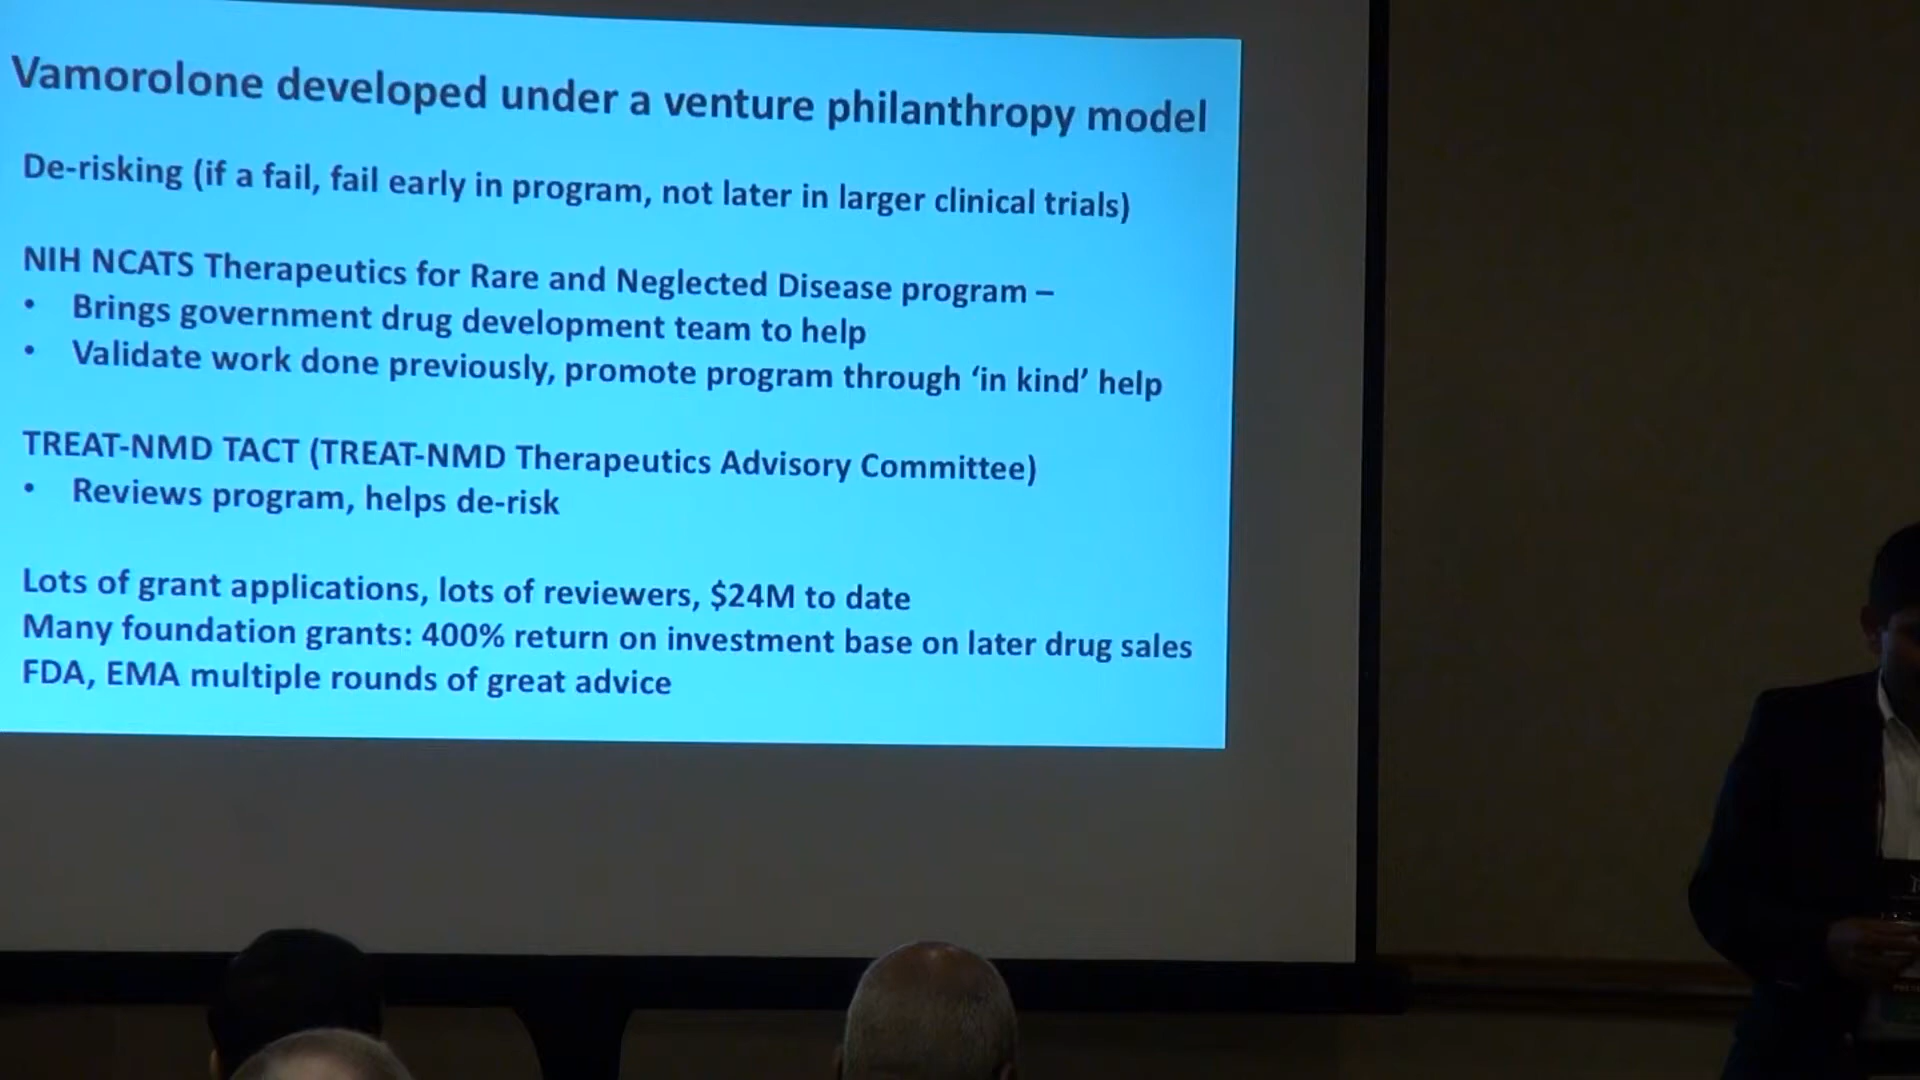 Vamorolone developed under a venture philanthropy model
De-risking (if a fail, fail early in program, not later in larger clinical trials)
NIH NCATS Therapeutics for Rare and Neglected Disease program –
• Brings government drug development team to help
• Validate work done previously, promote program through ‘in kind’ help
TREAT-NMD TACT (TREAT-NMD Therapeutics Advisory Committee)
• Reviews program, helps de-risk
Lots of grant applications, lots of reviewers, $24M to date
Many foundation grants: 400% return on investment base on later drug sales
FDA, EMA multiple rounds of great advice